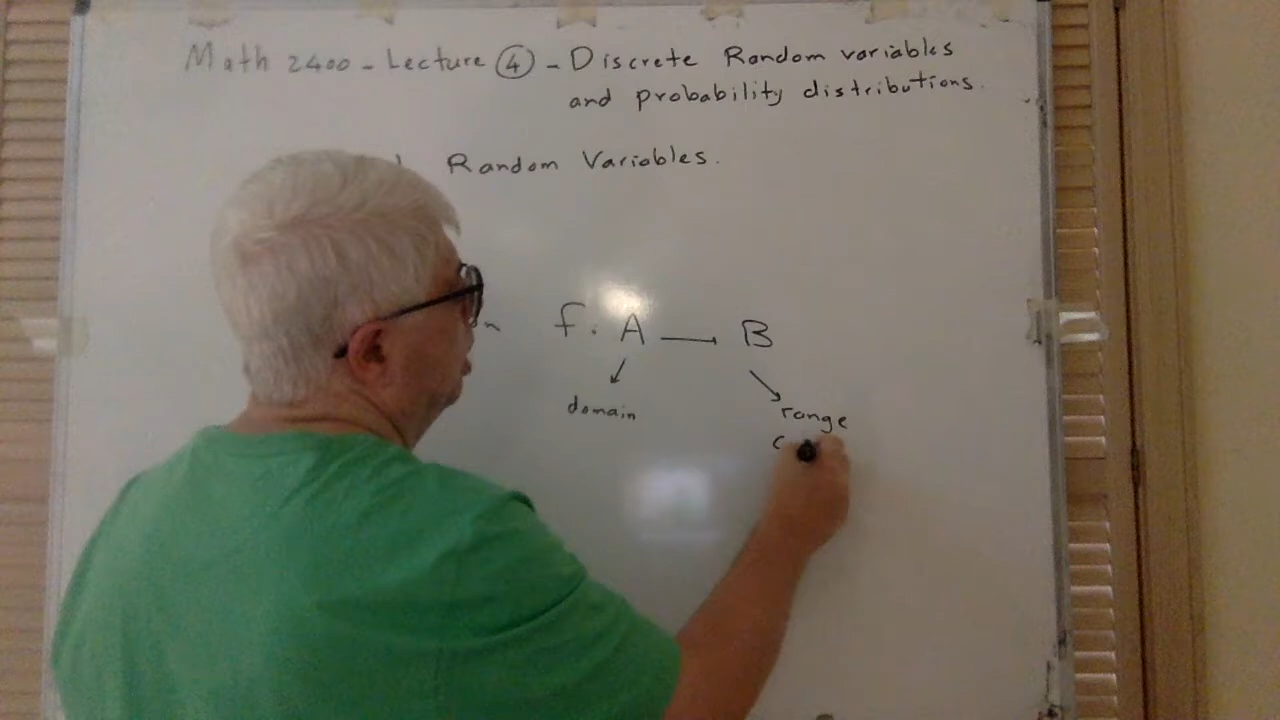 Math 2400 - Lecture ④ - Discrete Random variables
and probability distributions.
Random Variables.
f: A → B
domain
range
(